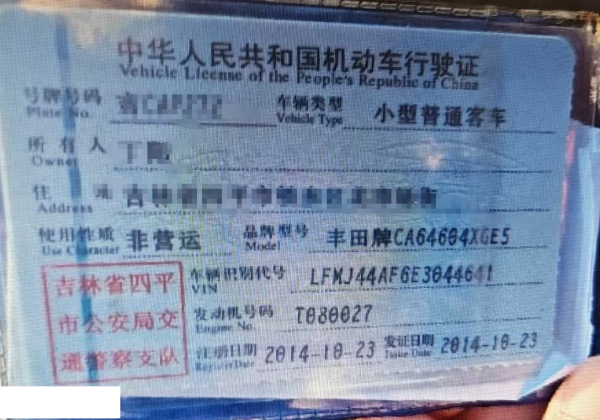 中华人民共和国机动车行驶证
Vehicle License of the People's Republic of China
号牌号码 车辆类型 小型普通客车
Plate No. Vehicle Type
所有人
Owner
住 址
Address
使用性质 非营运 品牌型号 丰田牌CA64604XGE5
Use Character Model
吉林省四平
市公安局交
通警察支队
车辆识别代号 LFMJ44AF6E3044641
VIN
发动机号码 T080027
Engine No.
注册日期 2014-10-23 发证日期 2014-10-23
Register Date Issue Date